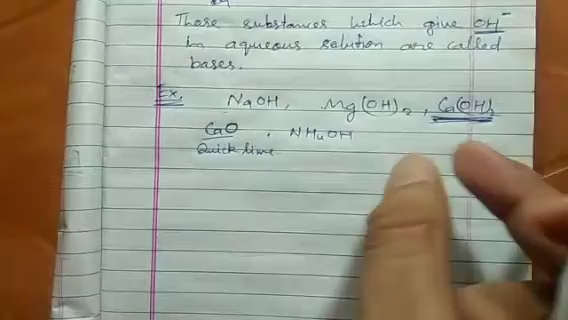 Those substances which give OH⁻
in aqueous solution are called
bases.
Ex. NaOH, Mg(OH)₂, Ca(OH)₂
CaO, NH₄OH
Quick lime